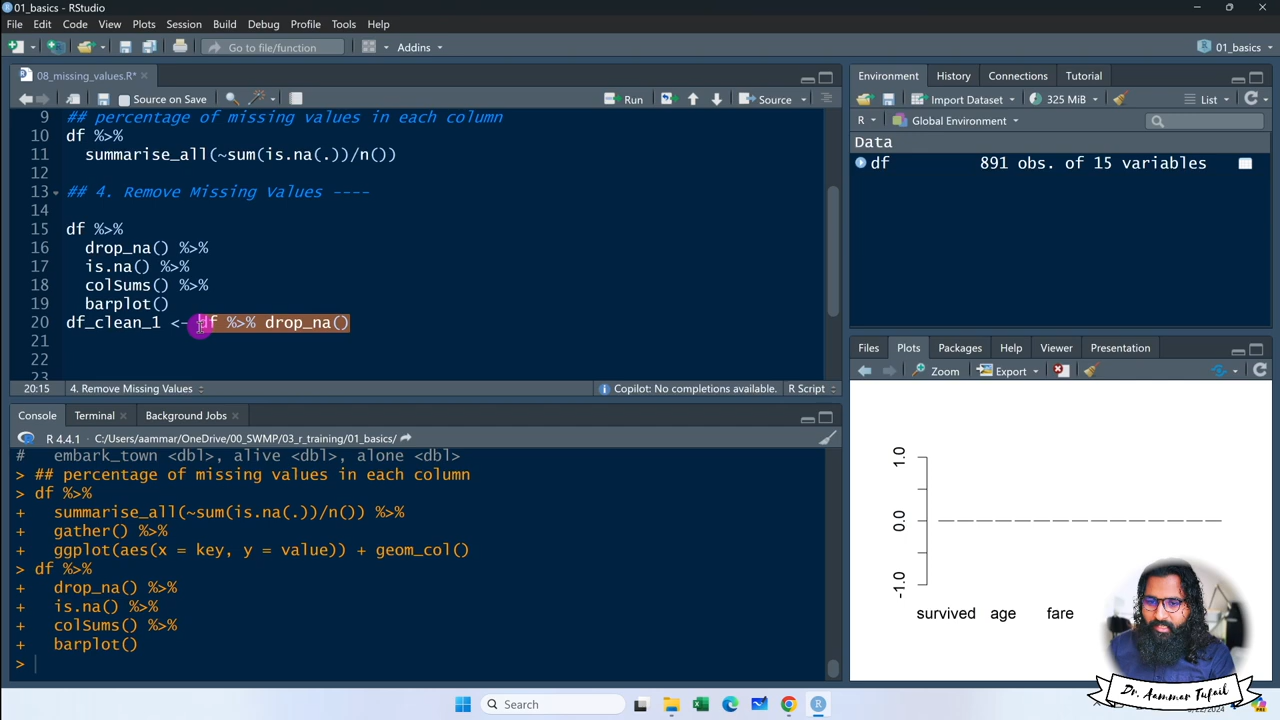 01_basics - RStudio
File Edit Code View Plots Session Build Debug Profile Tools Help
Go to file/function Addins 01_basics
08_missing_values.R*
Source on Save Run Source
9 ## percentage of missing values in each column
10 df %>%
11 summarise_all(~sum(is.na(.))/n())
12
13 ## 4. Remove Missing Values ----
14
15 df %>%
16 drop_na() %>%
17 is.na() %>%
18 colSums() %>%
19 barplot()
20 df_clean_1 <- df %>% drop_na()
21
22
23
20:15 4. Remove Missing Values Copilot: No completions available. R Script
Console Terminal Background Jobs
R 4.4.1 · C:/Users/aammar/OneDrive/00_SWMP/03_r_training/01_basics/
# embark_town <dbl>, alive <dbl>, alone <dbl>
> ## percentage of missing values in each column
> df %>%
+ summarise_all(~sum(is.na(.))/n()) %>%
+ gather() %>%
+ ggplot(aes(x = key, y = value)) + geom_col()
> df %>%
+ drop_na() %>%
+ is.na() %>%
+ colSums() %>%
+ barplot()
>
Environment History Connections Tutorial
Import Dataset 325 MiB List
R Global Environment
Data
df 891 obs. of 15 variables
Files Plots Packages Help Viewer Presentation
Zoom Export
1.0
0.0
-1.0
survived age fare
Dr. Aammar Tufail
Search